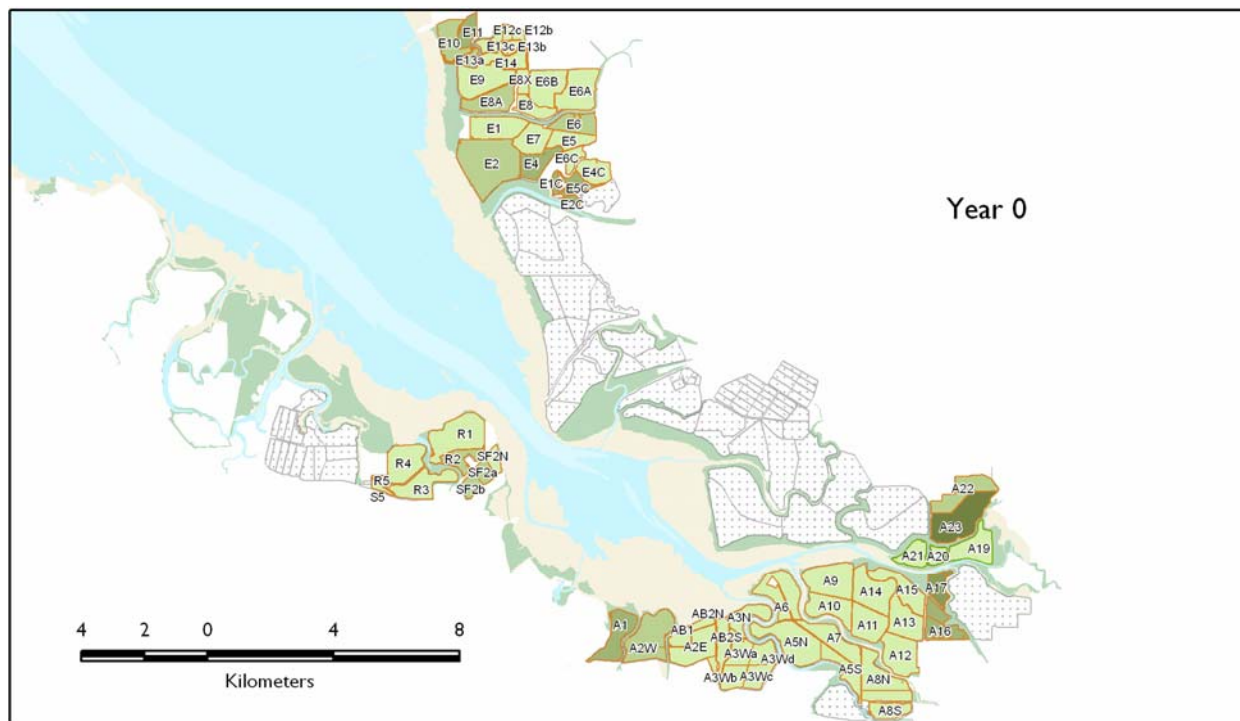 E11 E12c E12b
E10 E13c E13b
E13a E14
E9 E8X E6B
E6A
E8A E8
E1 E6
E7 E5
E2 E4 E6C
E4C
E1C E5C
E2C
Year 0
R1
R4 R2 SF2N
SF2a
R5 R3 SF2b
S5
A22
A23
A21 A20 A19
A9 A14 A15 A17
A6 A10
AB2N A3N A11 A13 A16
A1 AB1 AB2S A5N A7
A2W A2E A3Wa A3Wd A12
A3Wb A3Wc A5S A8N
A8S
4 2 0 4 8
Kilometers